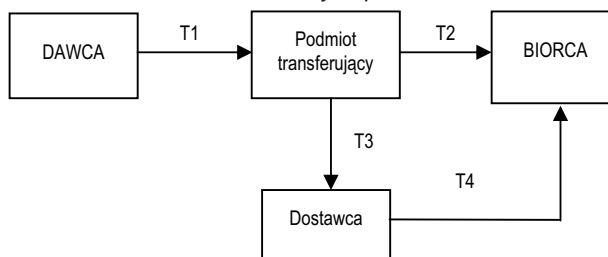 DAWCA
T1
Podmiot
transferujący
T2
BIORCA
T3
T4
Dostawca